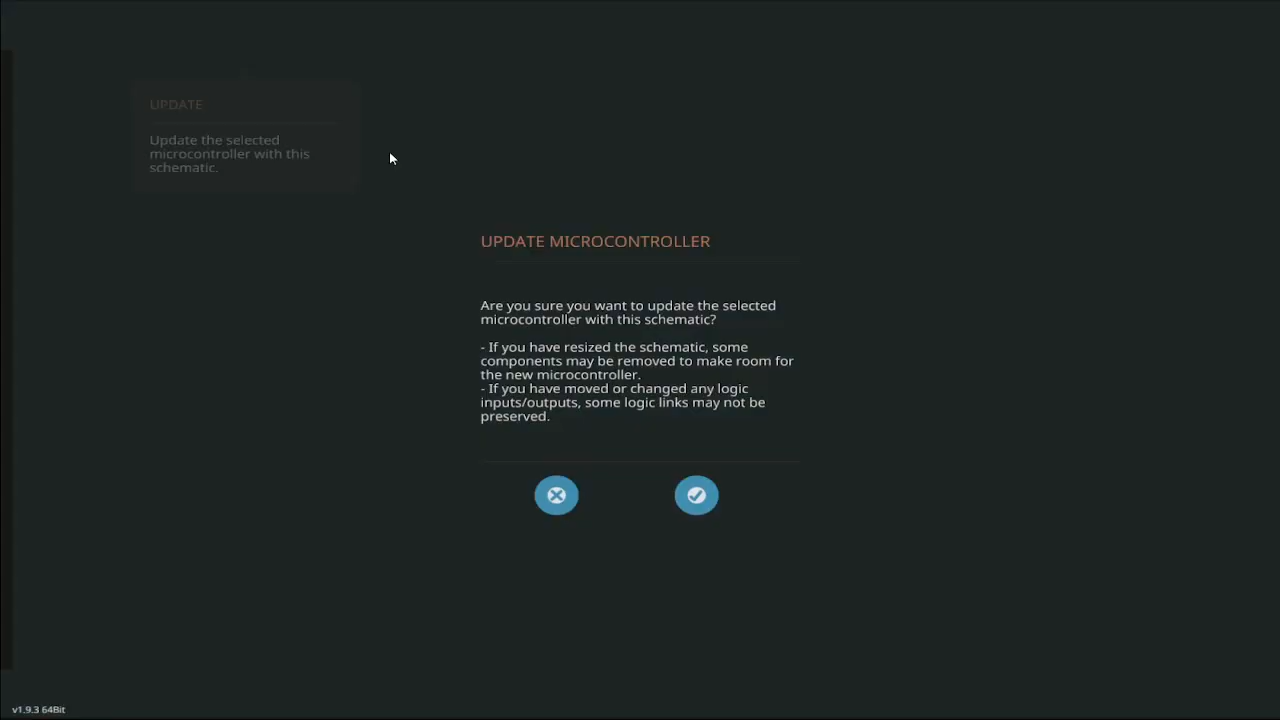 UPDATE
Update the selected
microcontroller with this
schematic.
UPDATE MICROCONTROLLER
Are you sure you want to update the selected
microcontroller with this schematic?
- If you have resized the schematic, some
components may be removed to make room for
the new microcontroller.
- If you have moved or changed any logic
inputs/outputs, some logic links may not be
preserved.
v1.9.3 64Bit